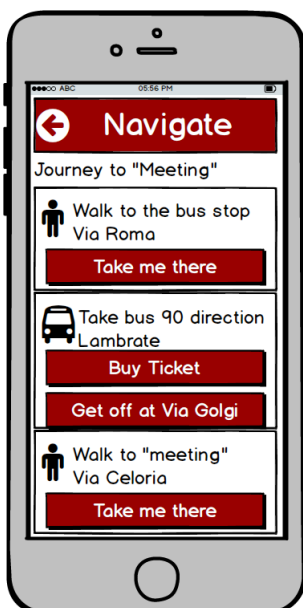 ABC 05:56 PM
Navigate
Journey to "Meeting"
Walk to the bus stop
Via Roma
Take me there
Take bus 90 direction
Lambrate
Buy Ticket
Get off at Via Golgi
Walk to "meeting"
Via Celoria
Take me there